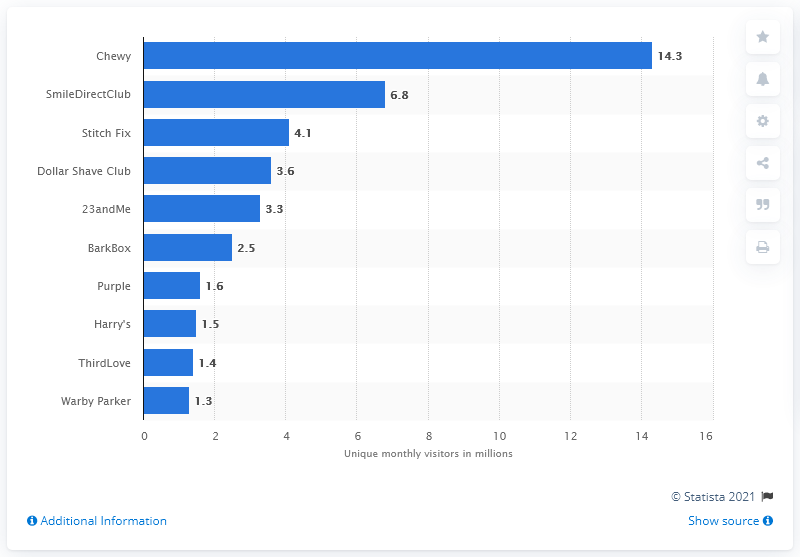 Chewy 14.3
SmileDirectClub 6.8
Stitch Fix 4.1
Dollar Shave Club 3.6
23andMe 3.3
BarkBox 2.5
Purple 1.6
Harry's 1.5
ThirdLove 1.4
Warby Parker 1.3
0 2 4 6 8 10 12 14 16
Unique monthly visitors in millions
© Statista 2021
Additional Information Show source